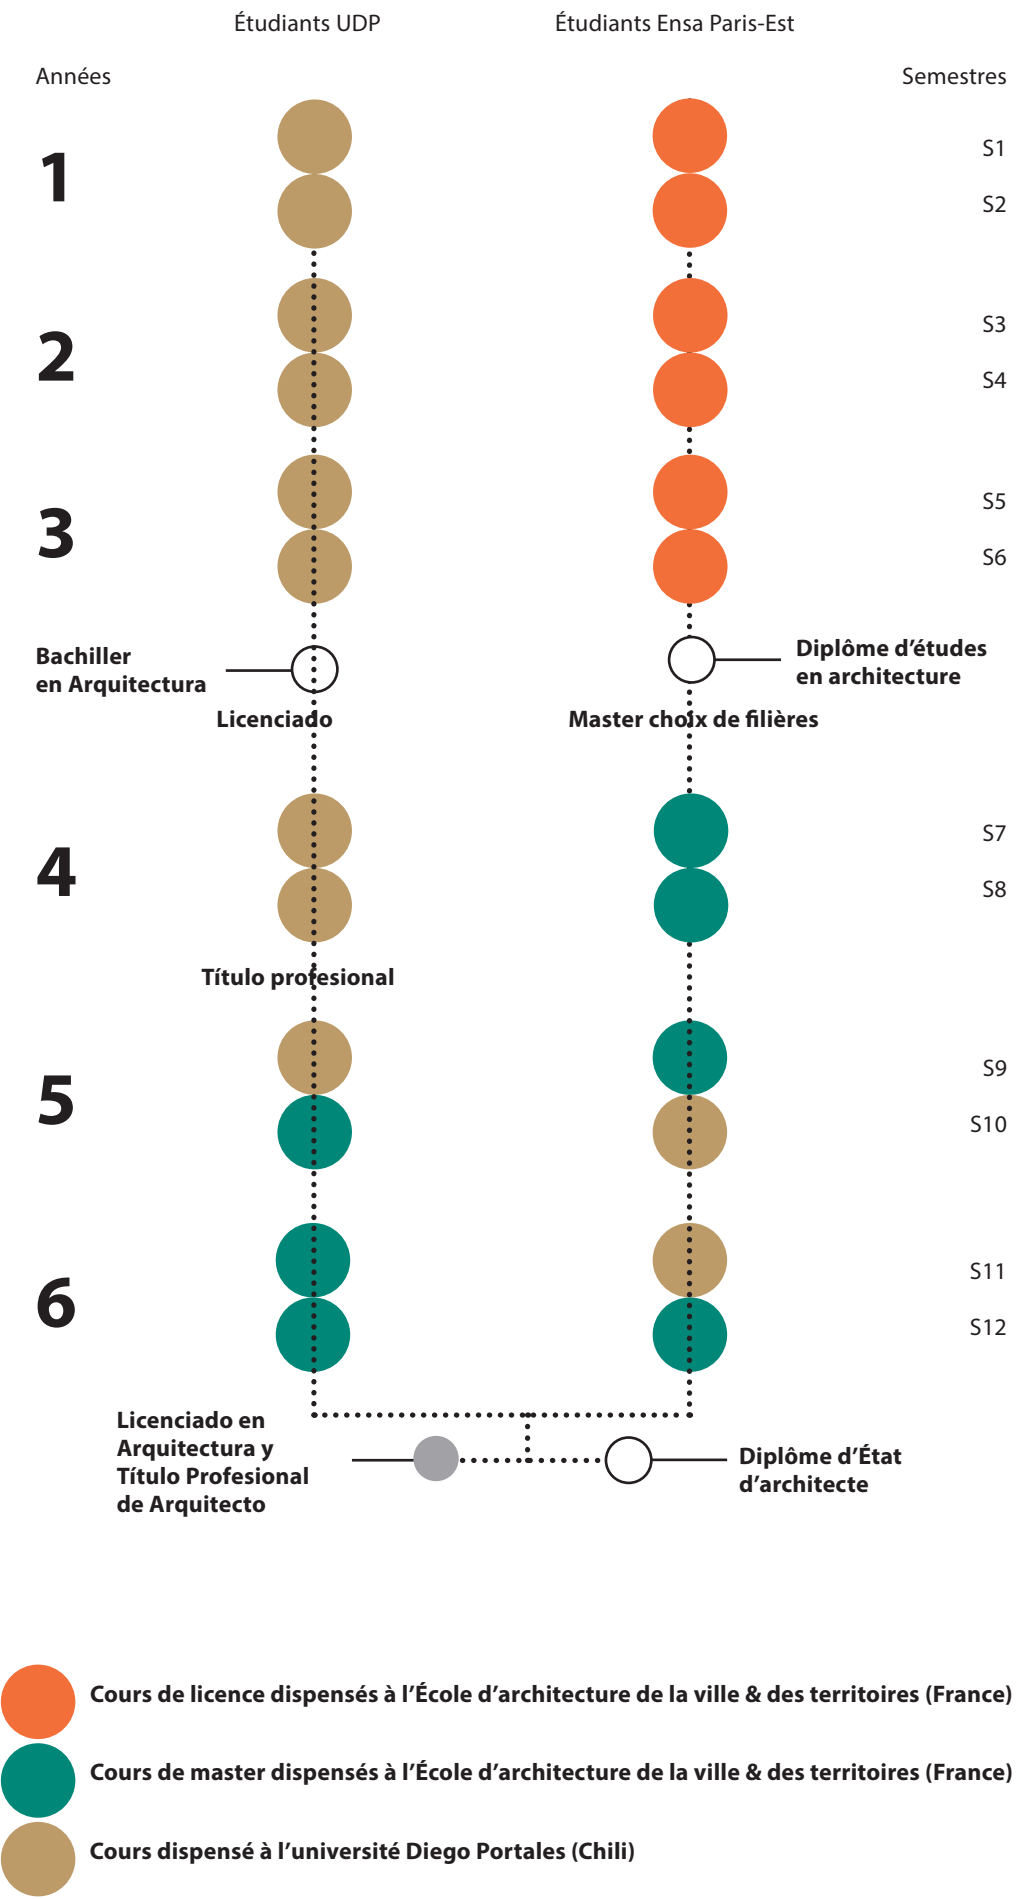 Étudiants UDP
Étudiants Ensa Paris-Est
Années
Semestres
1
S1
S2
2
S3
S4
3
S5
S6
Bachiller
en Arquitectura
Diplôme d’études
en architecture
Licenciado
Master choix de filières
4
S7
S8
Título profesional
5
S9
S10
6
S11
S12
Licenciado en
Arquitectura y
Título Profesional
de Arquitecto
Diplôme d’État
d’architecte
Cours de licence dispensés à l’École d’architecture de la ville & des territoires (France)
Cours de master dispensés à l’École d’architecture de la ville & des territoires (France)
Cours dispensé à l’université Diego Portales (Chili)